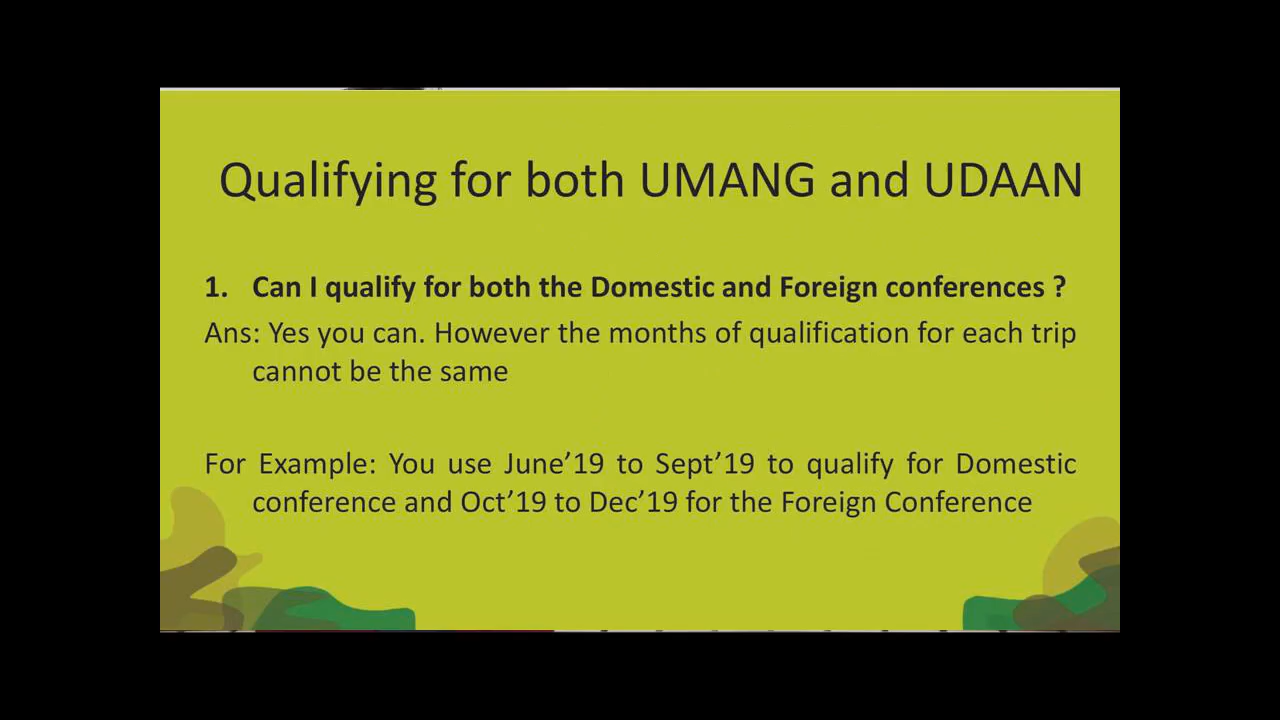 Qualifying for both UMANG and UDAAN
1. Can I qualify for both the Domestic and Foreign conferences ?
Ans: Yes you can. However the months of qualification for each trip
cannot be the same
For Example: You use June’19 to Sept’19 to qualify for Domestic
conference and Oct’19 to Dec’19 for the Foreign Conference